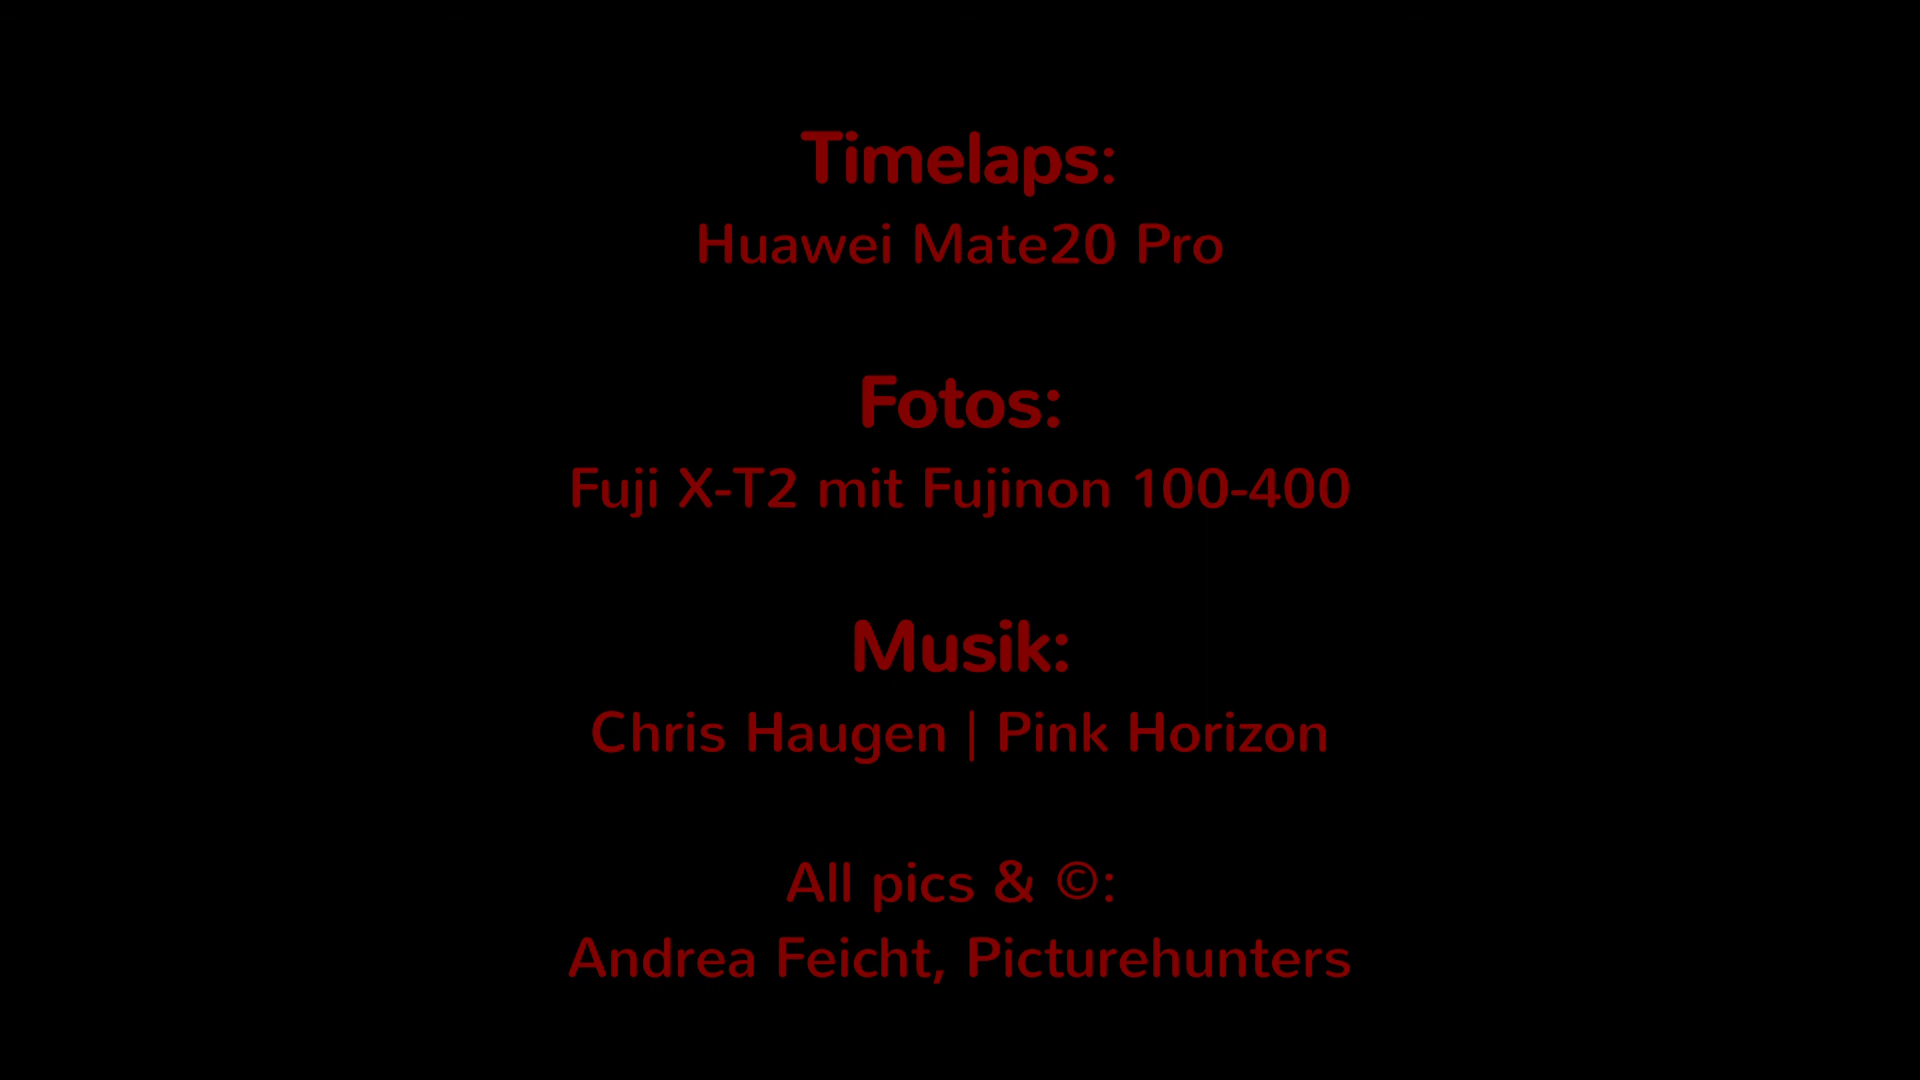 Timelaps:
Huawei Mate20 Pro
Fotos:
Fuji X-T2 mit Fujinon 100-400
Musik:
Chris Haugen | Pink Horizon
All pics & ©:
Andrea Feicht, Picturehunters